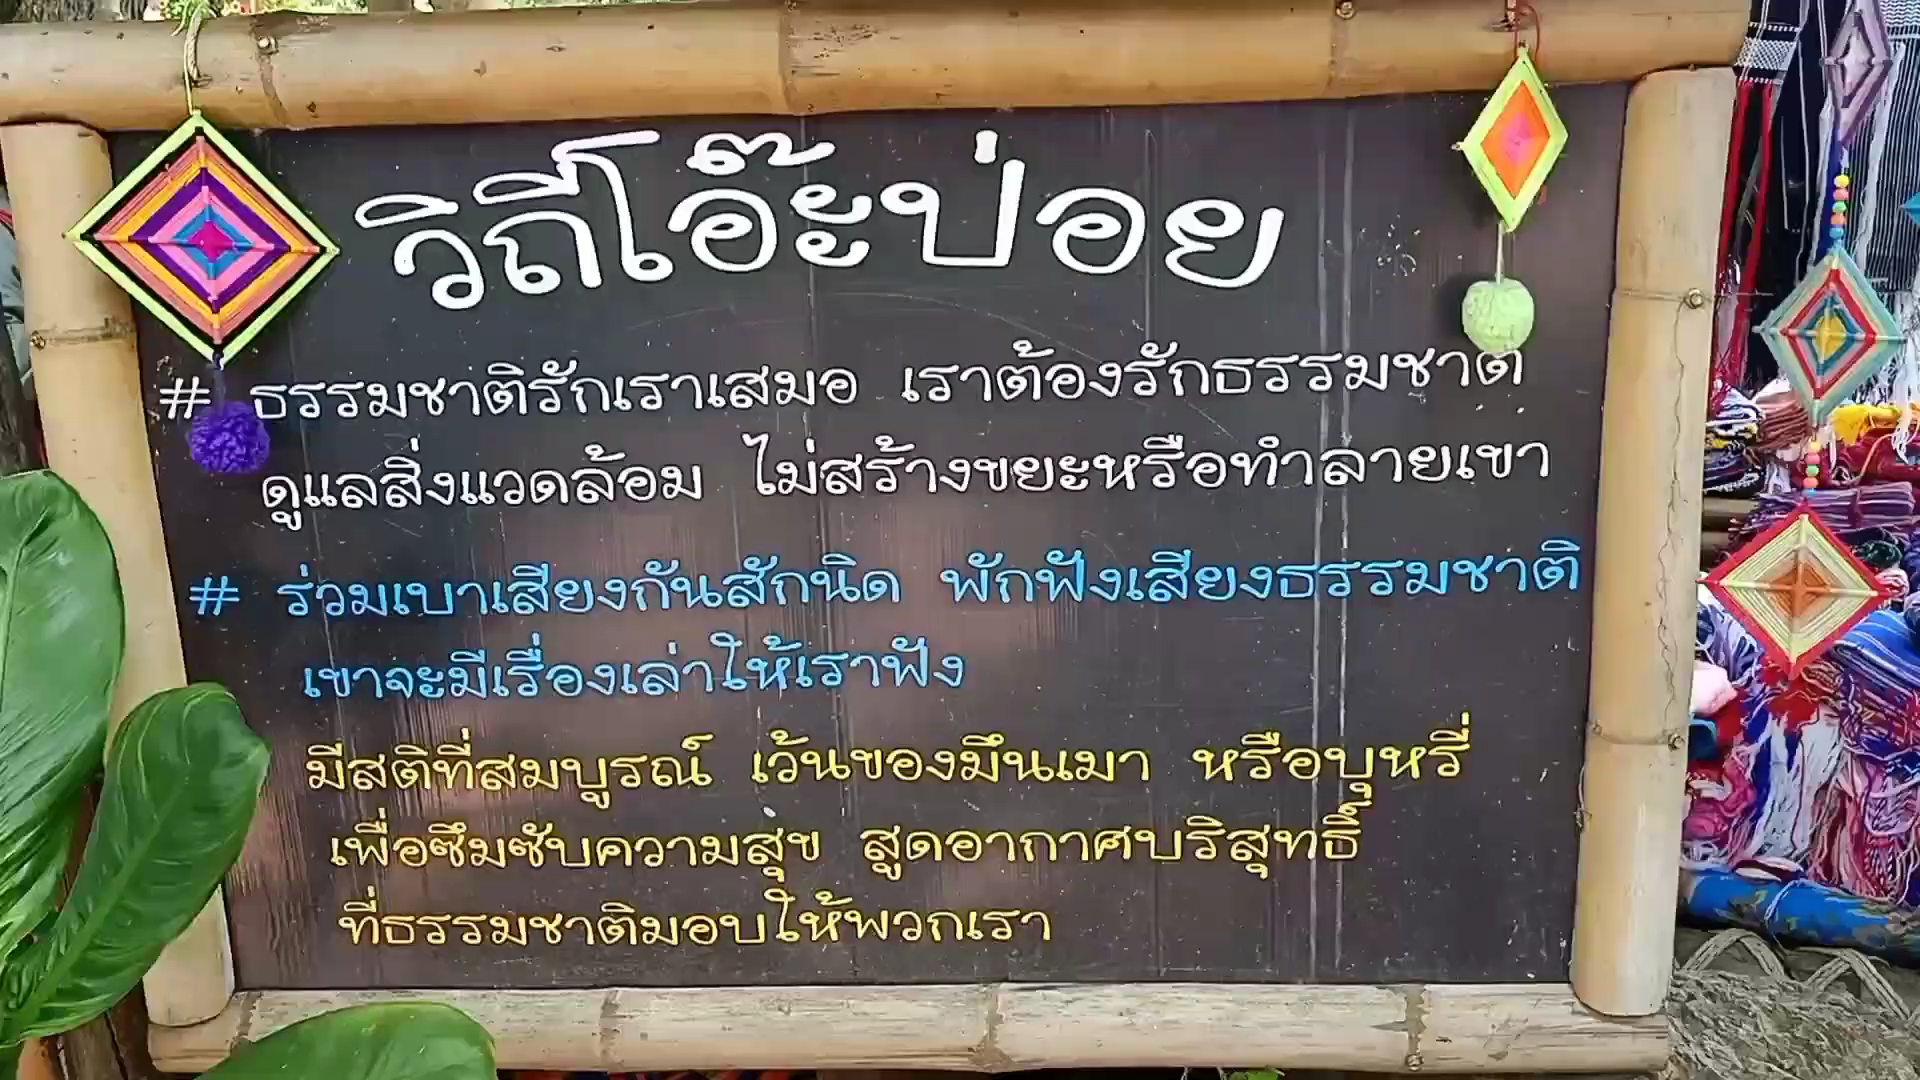 วิถีโอ๊ะป่อย
# ธรรมชาติรักเราเสมอ เราต้องรักธรรมชาติ
ดูแลสิ่งแวดล้อม ไม่สร้างขยะหรือทำลายเขา
# ร่วมเบาเสียงกันสักนิด พักฟังเสียงธรรมชาติ
เขาจะมีเรื่องเล่าให้เราฟัง
มีสติที่สมบูรณ์ เว้นของมึนเมา หรือบุหรี่
เพื่อซึมซับความสุข สูดอากาศบริสุทธิ์
ที่ธรรมชาติมอบให้พวกเรา